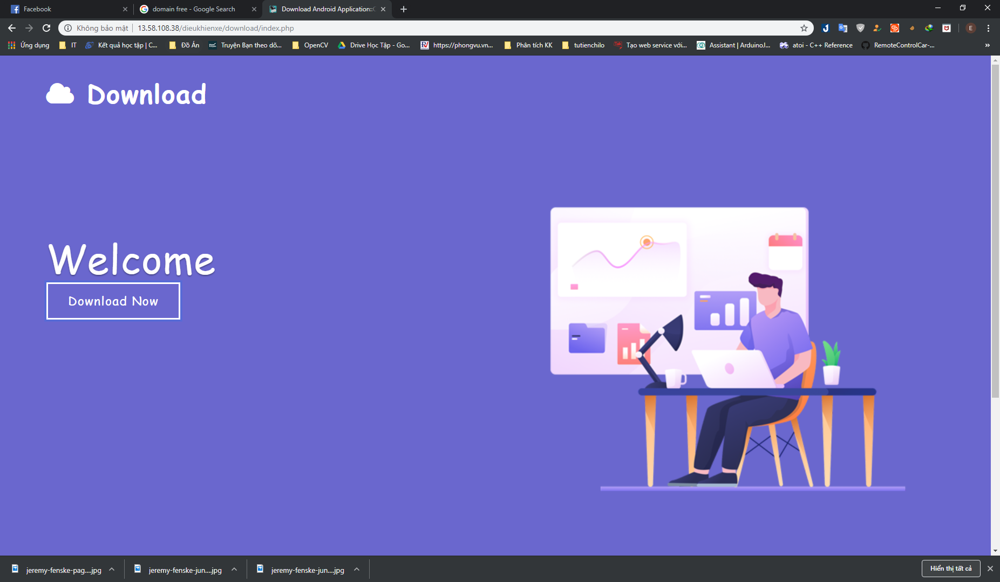 Facebook
domain free - Google Search
Download Android Application::
Không bảo mật
13.58.108.38/dieukhienxe/download/index.php
E
Ứng dụng
IT
Kết quả học tập | C...
Đồ Án
Truyện Bạn theo dõ...
OpenCV
Drive Học Tập - Go...
https://phongvu.vn...
Phân tích KK
tutienchilo
Tạo web service vớ...
Assistant | ArduinoJ...
atoi - C++ Reference
RemoteControlCar-...
»
Download
Welcome
Download Now
jeremy-fenske-pag....jpg
jeremy-fenske-jun....jpg
jeremy-fenske-jun....jpg
Hiển thị tất cả